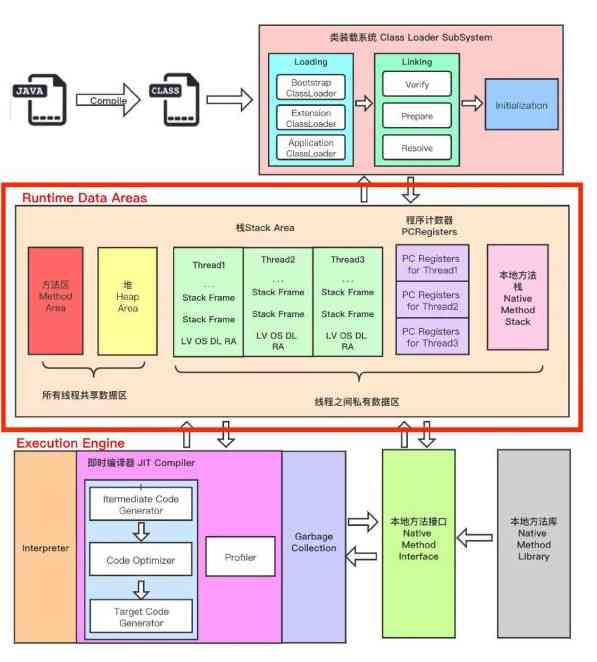 类装载系统 Class Loader SubSystem
Loading
Linking
Bootstrap
ClassLoader
Extension
ClassLoader
Application
ClassLoader
Verify
Prepare
Resolve
Initialization
JAVA
Compile
CLASS
Runtime Data Areas
栈Stack Area
程序计数器
PCRegisters
方法区
Method
Area
堆
Heap
Area
Thread1
...
Stack Frame
Stack Frame
LV OS DL RA
Thread2
...
Stack Frame
Stack Frame
LV OS DL
RA
Thread3
...
Stack Frame
Stack Frame
LV OS DL
RA
PC Registers
for Thread1
PC Registers
for Thread2
PC Registers
for Thread3
本地方法
栈
Native
Method
Stack
所有线程共享数据区
线程之间私有数据区
Execution Engine
即时编译器 JIT Compiler
Interpreter
Itermediate Code
Generator
Code Optimizer
Target Code
Generator
Profiler
Garbage
Collection
本地方法接口
Native
Method
Interface
本地方法库
Native
Method
Library